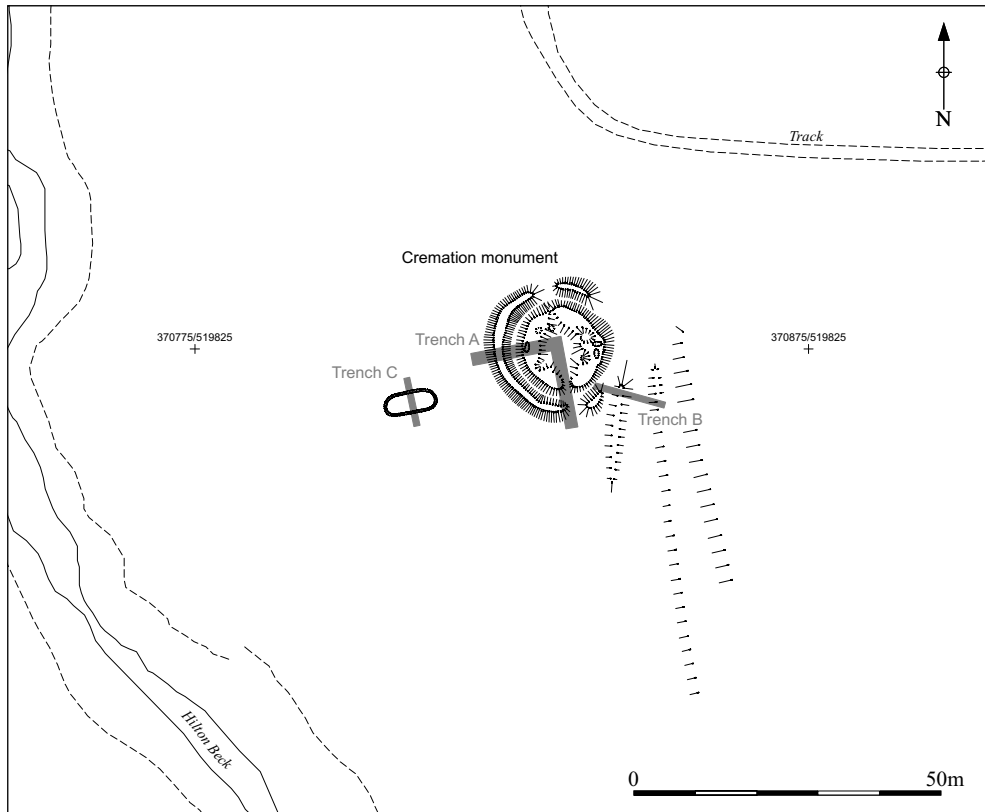 N
Track
Cremation monument
370775/519825
370875/519825
Trench A
Trench C
Trench B
Hilton Beck
0 50m